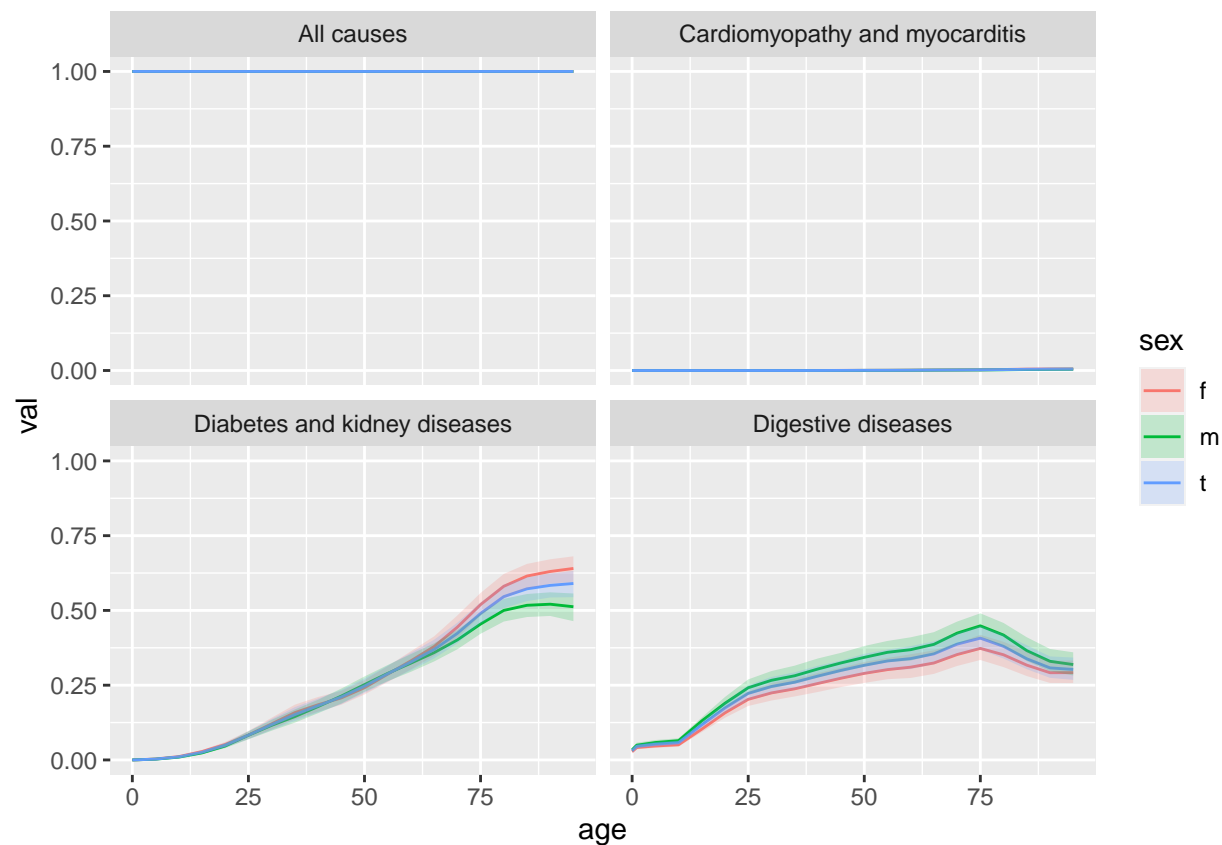 All causes
Cardiomyopathy and myocarditis
1.00
0.75
0.50
0.25
0.00
Diabetes and kidney diseases
Digestive diseases
1.00
0.75
0.50
0.25
0.00
0 25 50 75
0 25 50 75
age
val
sex
f
m
t